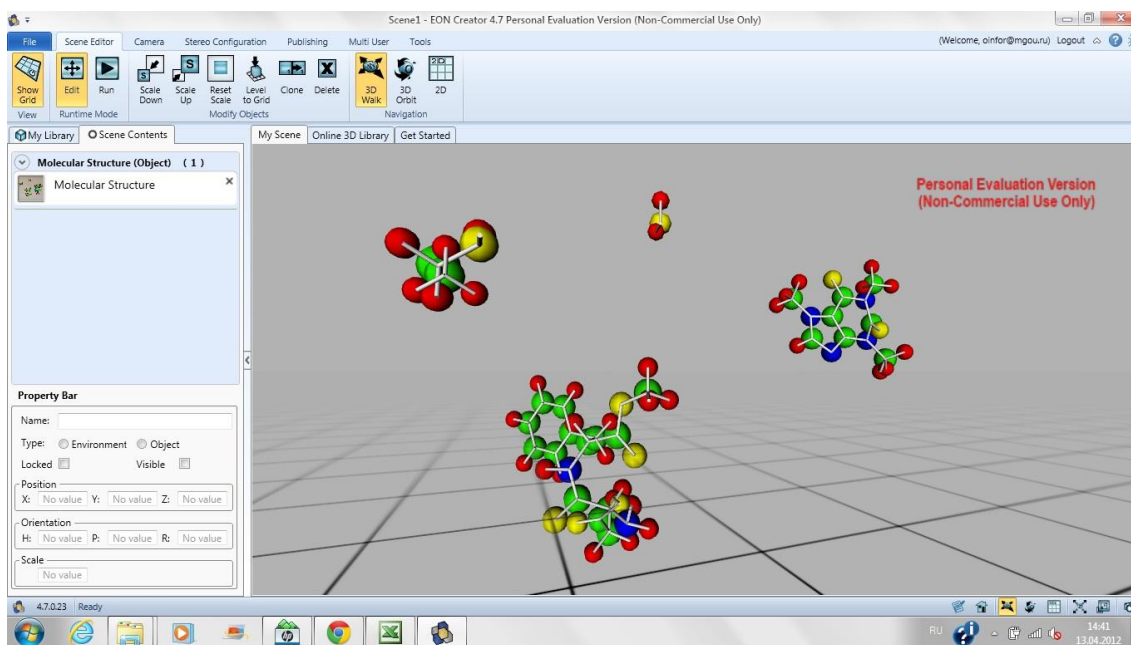 Scene1 - EON Creator 4.7 Personal Evaluation Version (Non-Commercial Use Only)
File Scene Editor Camera Stereo Configuration Publishing Multi User Tools (Welcome, oinfor@mgou.ru) Logout
Show Grid Edit Run Scale Down Scale Up Reset Scale Level to Grid Clone Delete 3D Walk 3D Orbit 2D
View Runtime Mode Modify Objects Navigation
My Library Scene Contents My Scene Online 3D Library Get Started
Molecular Structure (Object) ( 1 )
Molecular Structure
Personal Evaluation Version
(Non-Commercial Use Only)
Property Bar
Name:
Type: Environment Object
Locked Visible
Position
X: No value Y: No value Z: No value
Orientation
H: No value P: No value R: No value
Scale
No value
4.7.0.23 Ready
RU 14:41
13.04.2012